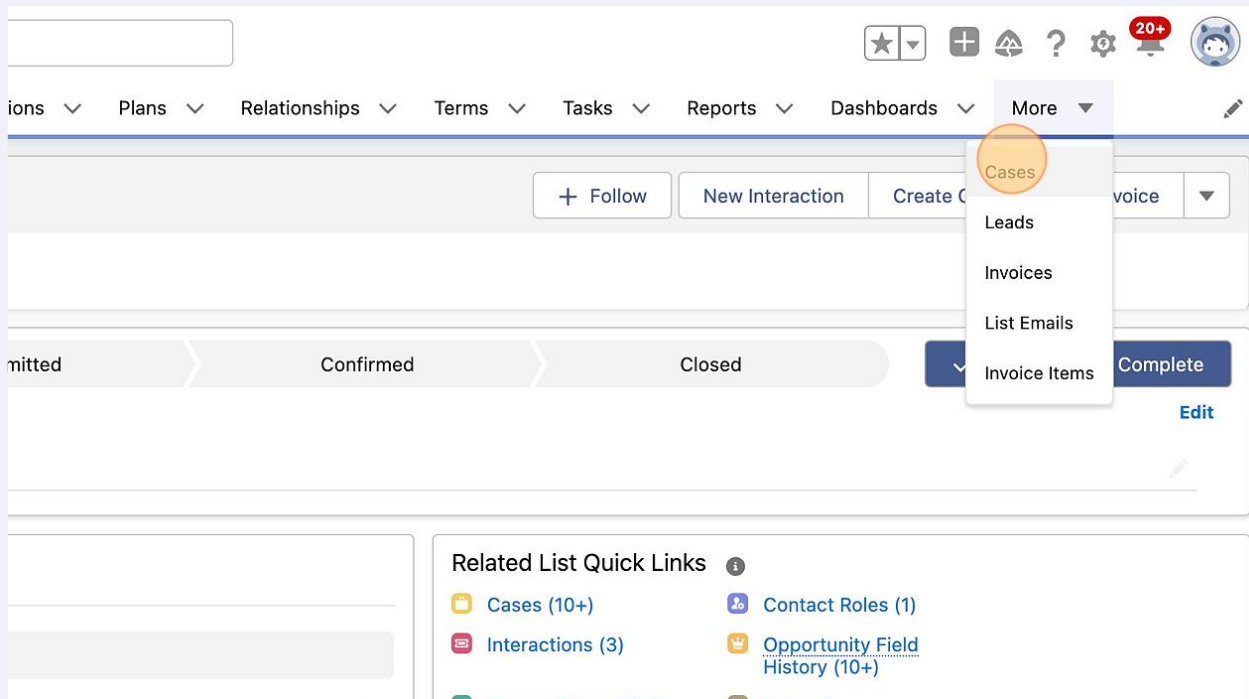 20+
ions Plans Relationships Terms Tasks Reports Dashboards More
Cases
Follow New Interaction Create voice
Leads
Invoices
List Emails
mitted Confirmed Closed Complete
Invoice Items
Edit
Related List Quick Links
Cases (10+) Contact Roles (1)
Interactions (3) Opportunity Field
History (10+)